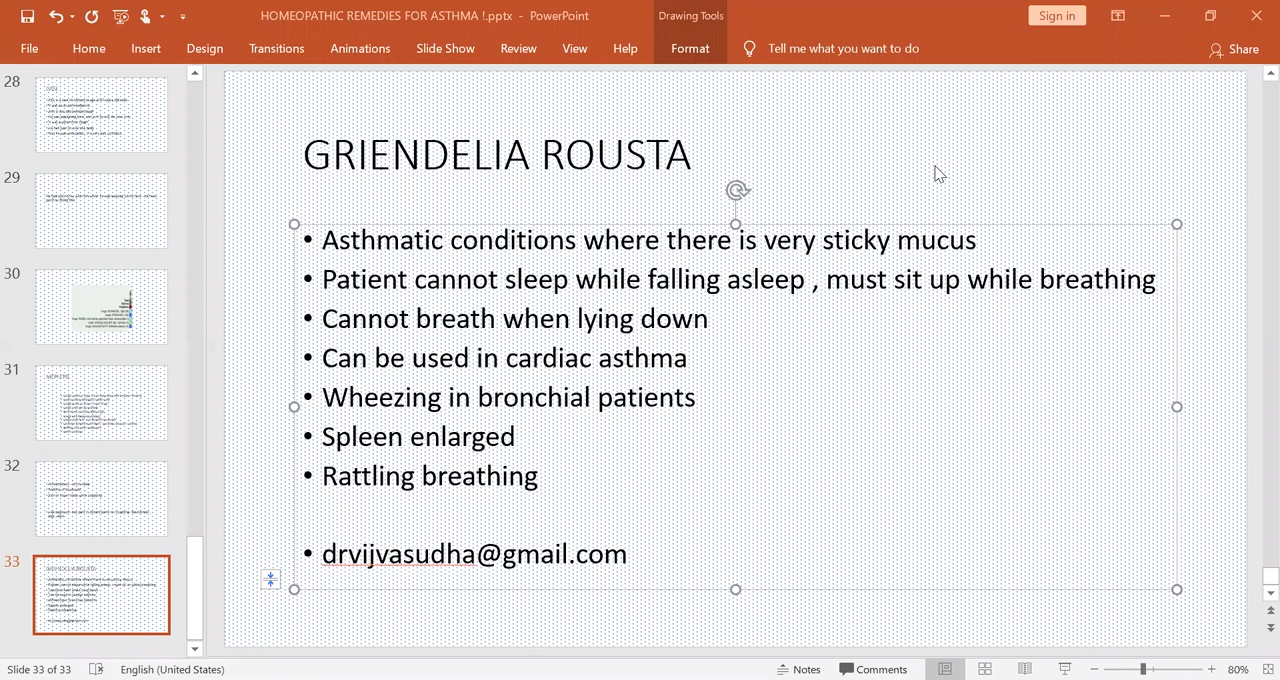 HOMEOPATHIC REMEDIES FOR ASTHMA !.pptx - PowerPoint
Drawing Tools
Sign in
File Home Insert Design Transitions Animations Slide Show Review View Help Format Tell me what you want to do Share
28
29
30
31
32
33
GRIENDELIA ROUSTA
• Asthmatic conditions where there is very sticky mucus
• Patient cannot sleep while falling asleep , must sit up while breathing
• Cannot breath when lying down
• Can be used in cardiac asthma
• Wheezing in bronchial patients
• Spleen enlarged
• Rattling breathing
• drvijvasudha@gmail.com
Slide 33 of 33 English (United States) Notes Comments 80%